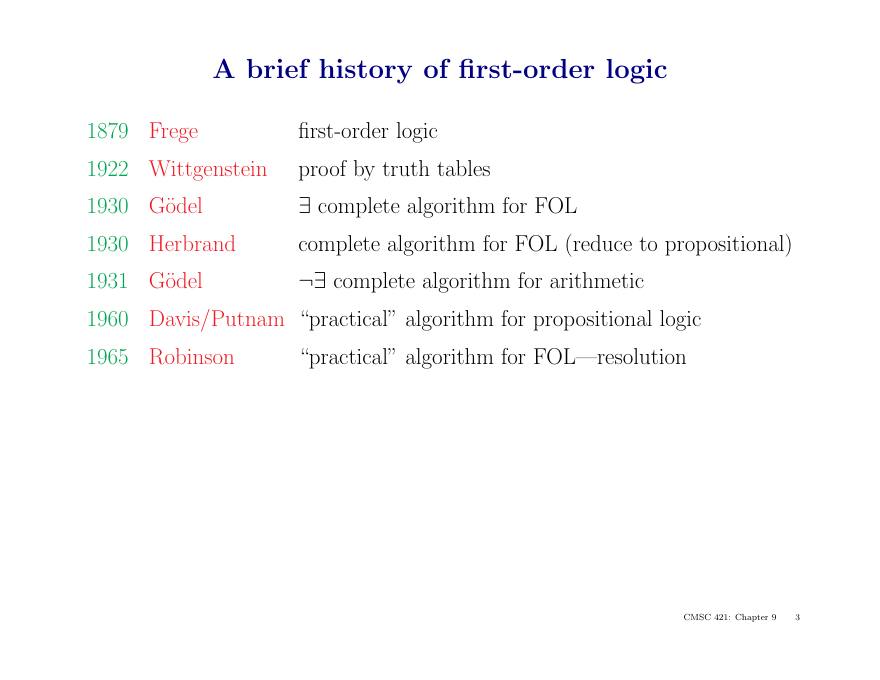 A brief history of first-order logic
1879 Frege first-order logic
1922 Wittgenstein proof by truth tables
1930 Gödel ∃ complete algorithm for FOL
1930 Herbrand complete algorithm for FOL (reduce to propositional)
1931 Gödel ¬∃ complete algorithm for arithmetic
1960 Davis/Putnam “practical” algorithm for propositional logic
1965 Robinson “practical” algorithm for FOL—resolution
CMSC 421: Chapter 9 3